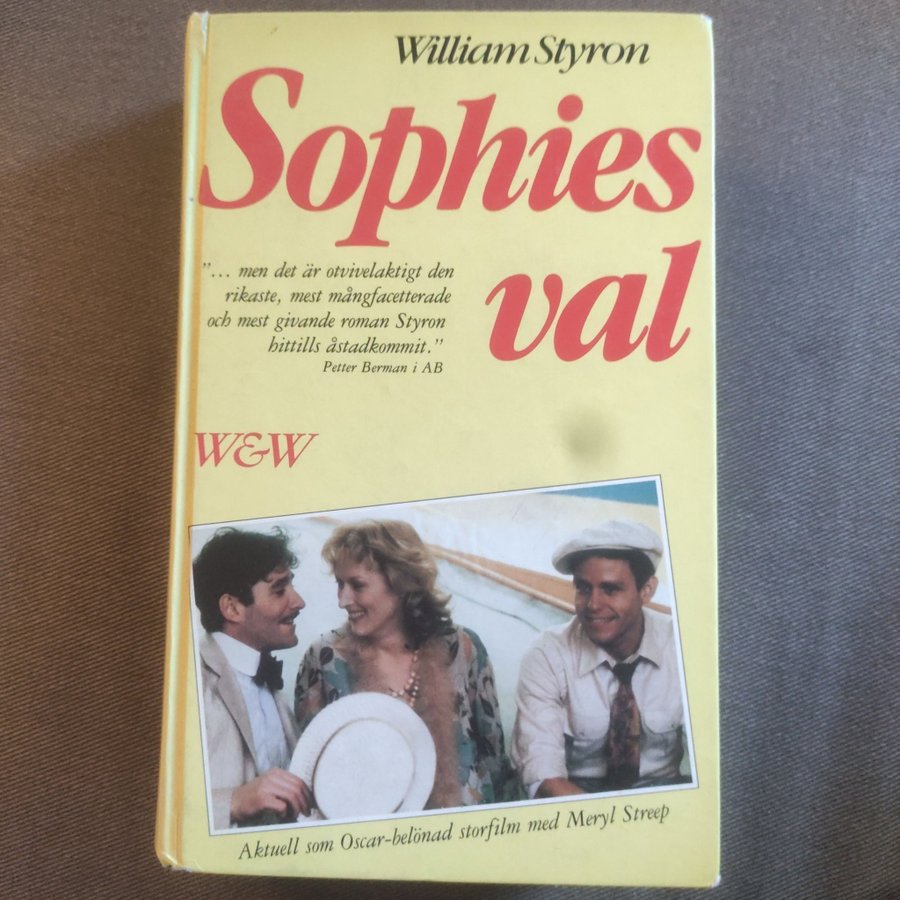 William Styron
Sophies
val
"... men det är otvivelaktigt den
rikaste, mest mångfacetterade
och mest givande roman Styron
hittills åstadkommit."
Petter Berman i AB
W&W
Aktuell som Oscar-belönad storfilm med Meryl Streep